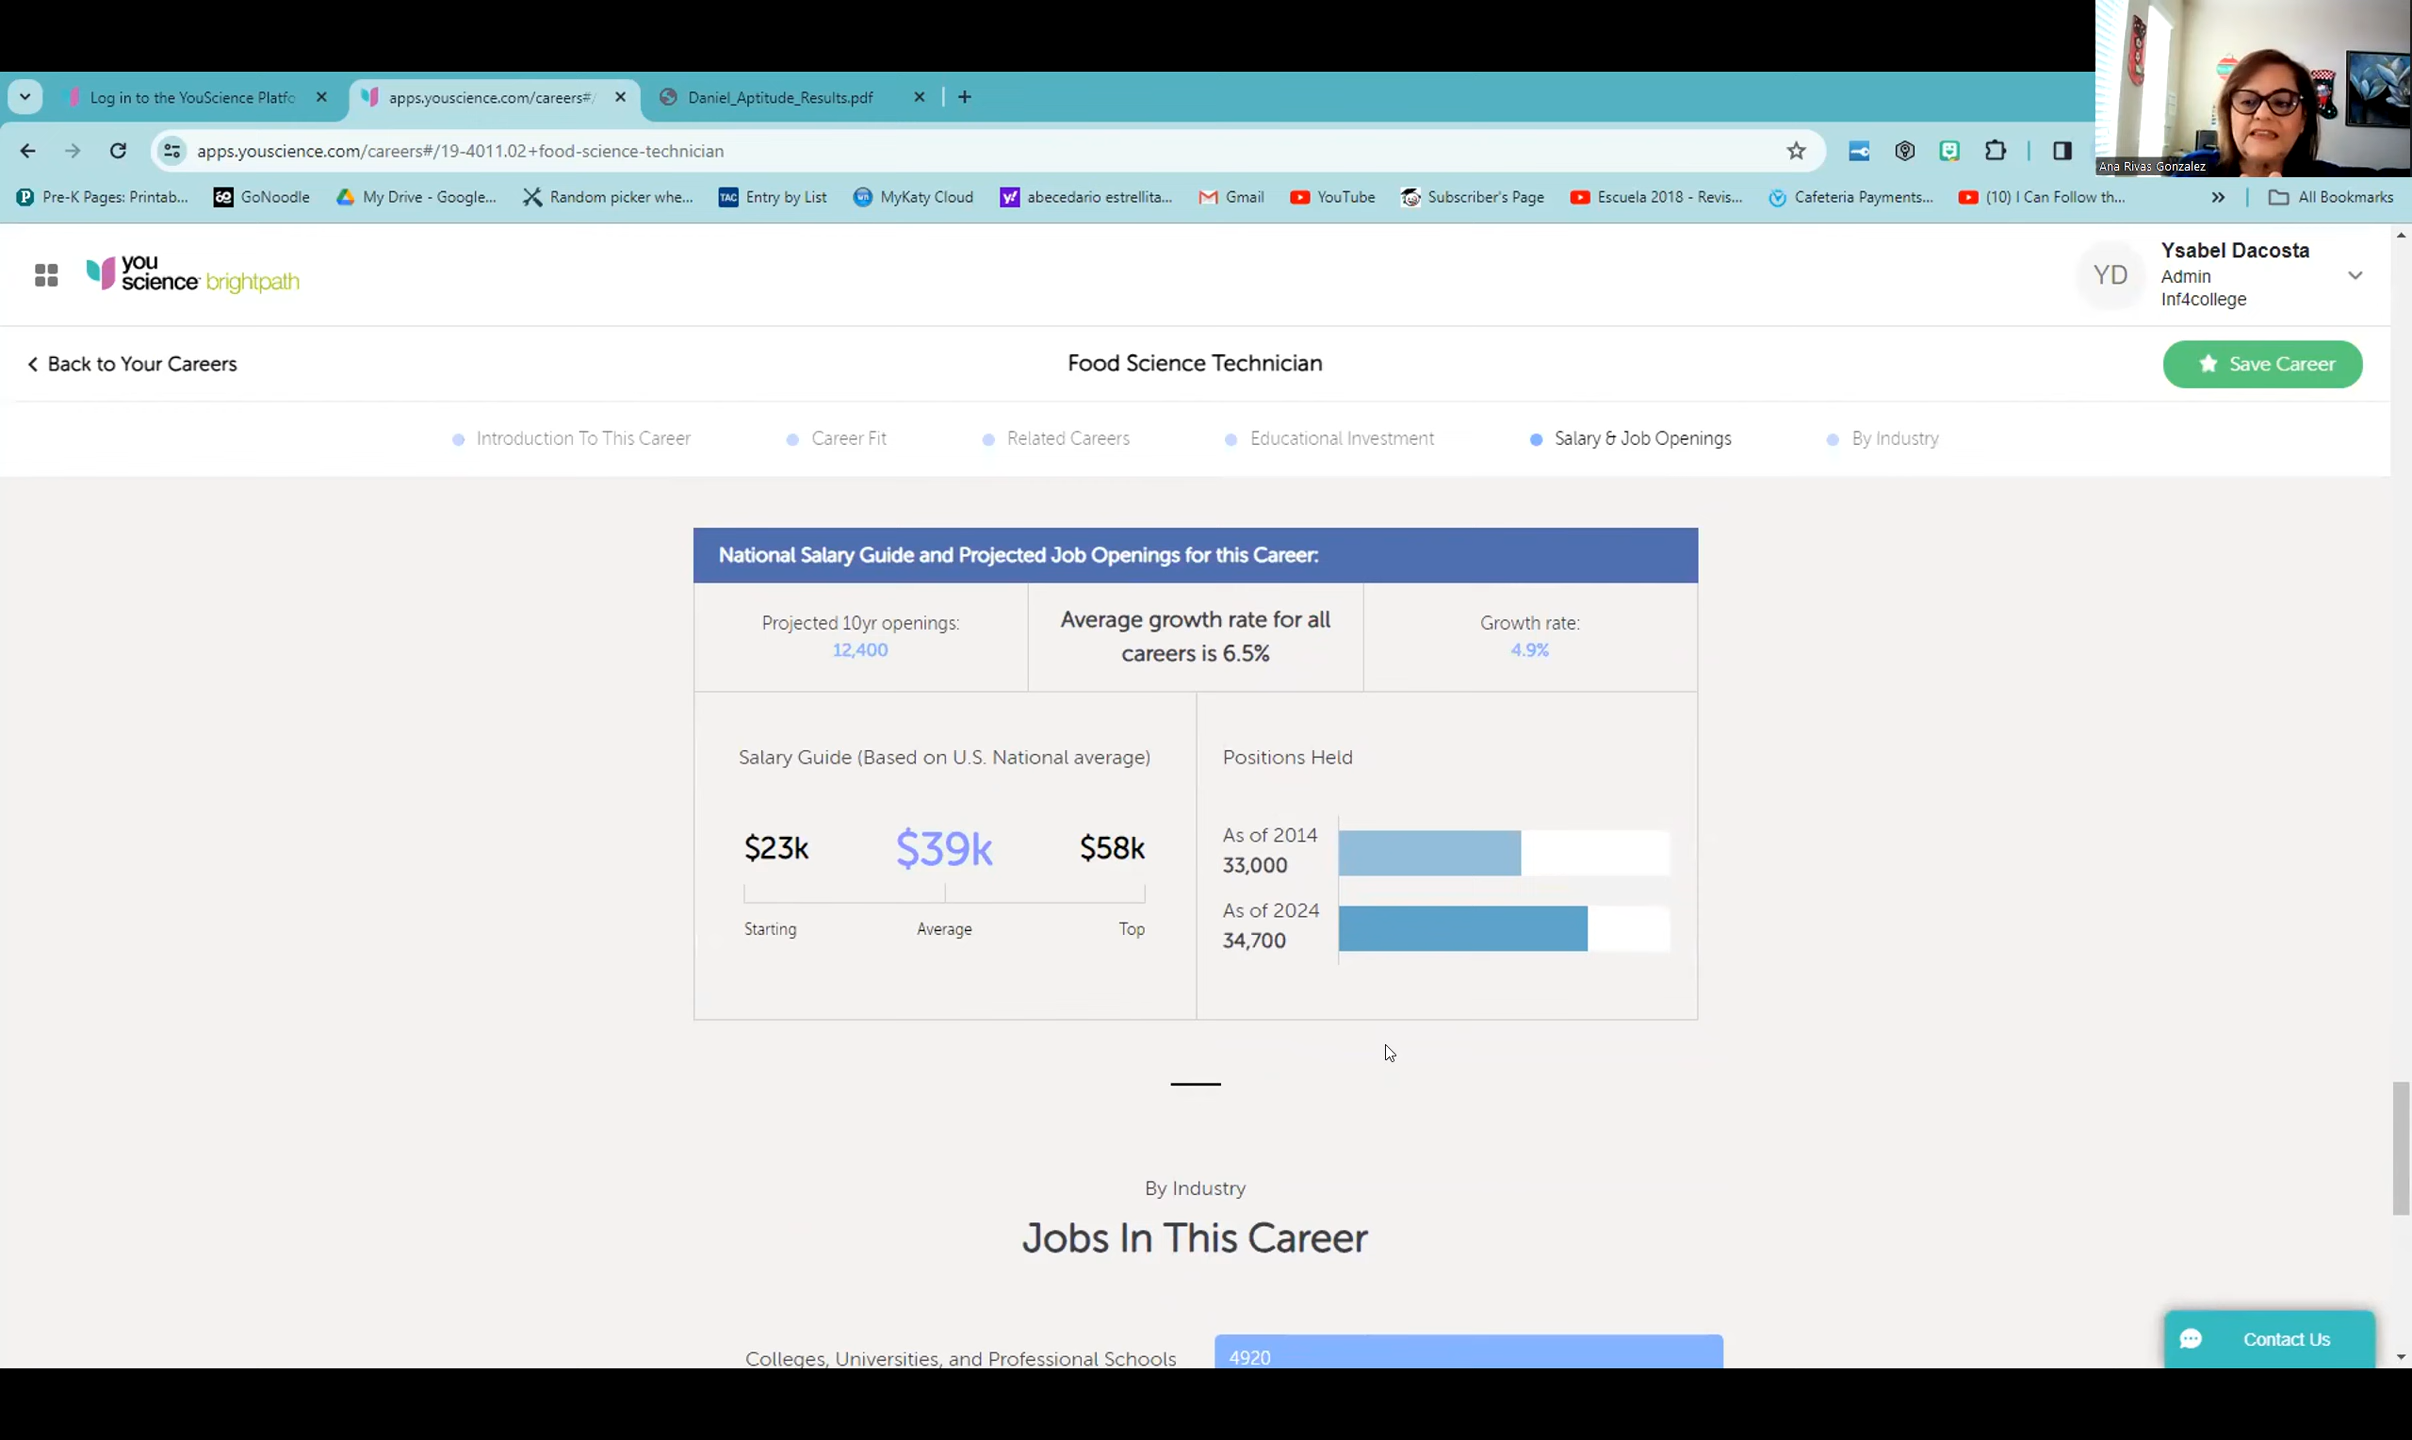 Log in to the YouScience Platfo
apps.youscience.com/careers#/
Daniel_Aptitude_Results.pdf
Ana Rivas Gonzalez
apps.youscience.com/careers#/19-4011.02+food-science-technician
Pre-K Pages: Printab...
GoNoodle
My Drive - Google...
Random picker whe...
TAC
Entry by List
MyKaty Cloud
abecedario estrellita...
Gmail
YouTube
Subscriber's Page
Escuela 2018 - Revis...
Cafeteria Payments...
(10) I Can Follow th...
All Bookmarks
you
science brightpath
YD
Ysabel Dacosta
Admin
Inf4college
Back to Your Careers
Food Science Technician
Save Career
Introduction To This Career
Career Fit
Related Careers
Educational Investment
Salary & Job Openings
By Industry
National Salary Guide and Projected Job Openings for this Career:
Projected 10yr openings:
12,400
Average growth rate for all
careers is 6.5%
Growth rate:
4.9%
Salary Guide (Based on U.S. National average)
$23k
$39k
$58k
Starting
Average
Top
Positions Held
As of 2014
33,000
As of 2024
34,700
By Industry
Jobs In This Career
Colleges, Universities, and Professional Schools
4920
Contact Us